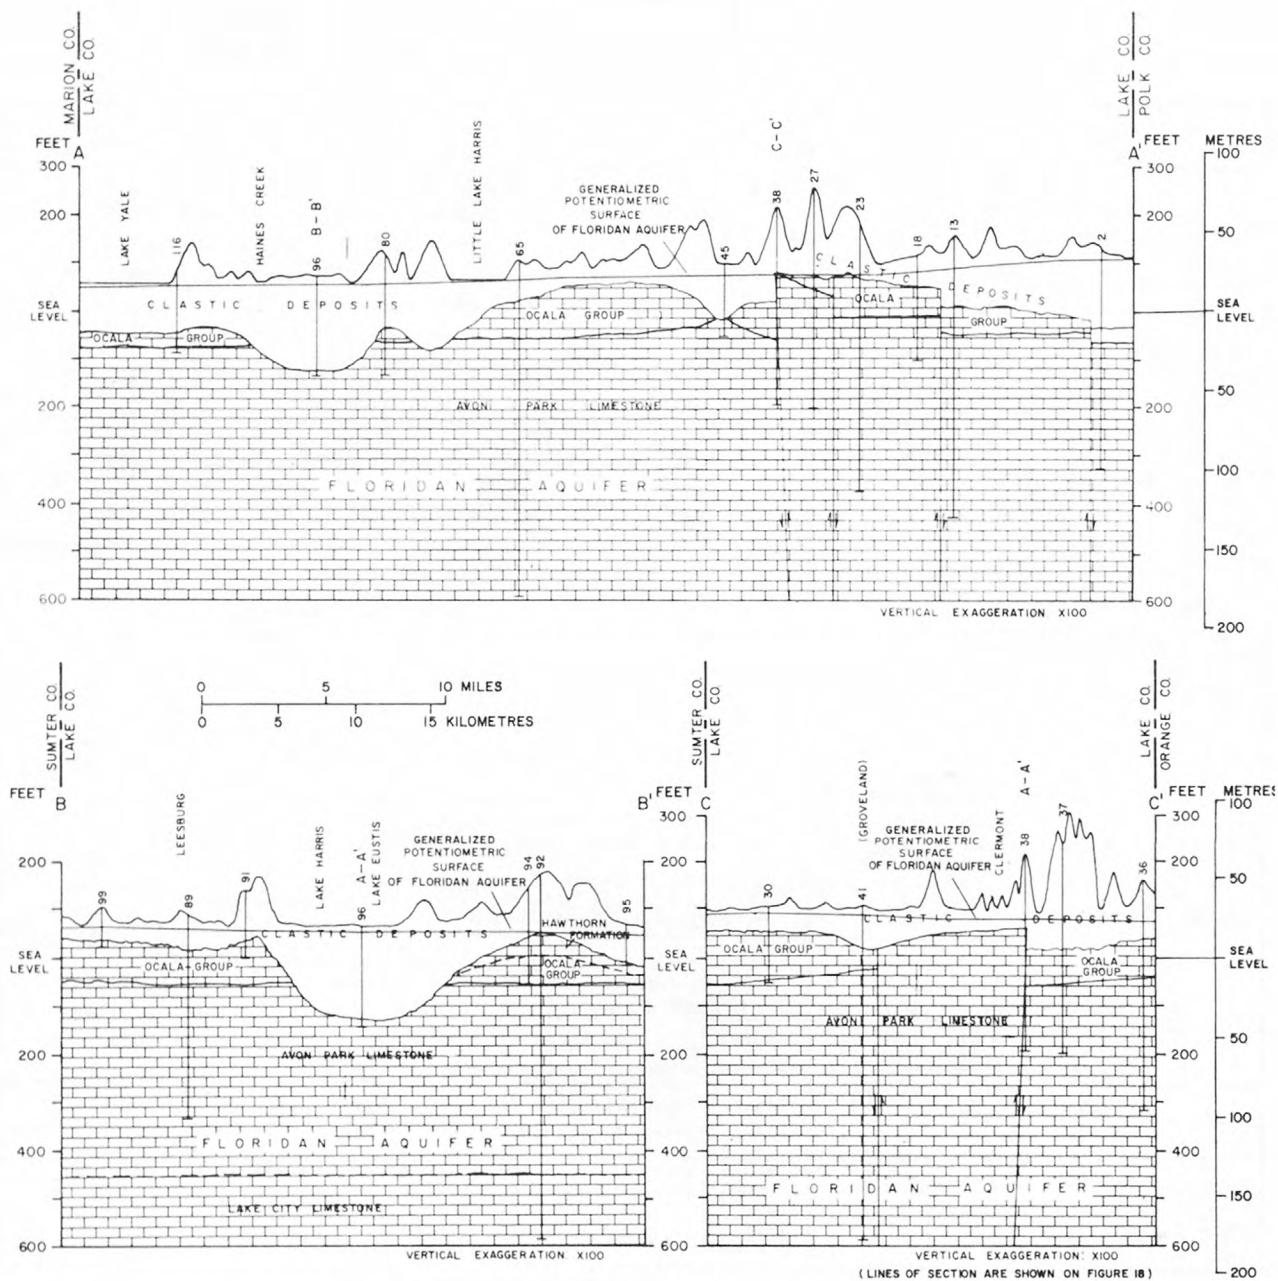 MARION CO.
LAKE CO.
LAKE CO.
POLK CO.
FEET
A
A'
FEET
METRES
LAKE YALE
HAINES CREEK
B-B'
LITTLE LAKE HARRIS
C-C'
300
200
SEA
LEVEL
200
400
600
116
96
80
65
45
38
27
23
18
13
2
GENERALIZED
POTENTIOMETRIC
SURFACE
OF FLORIDAN AQUIFER
CLASTIC DEPOSITS
CLASTIC DEPOSITS
OCALA GROUP
OCALA GROUP
OCALA
GROUP
AVON PARK LIMESTONE
FLORIDAN AQUIFER
300
200
200
400
600
100
50
SEA
LEVEL
50
100
150
200
VERTICAL EXAGGERATION X100
0 5 10 MILES
0 5 10 15 KILOMETRES
SUMTER CO.
LAKE CO.
FEET
B
B'
FEET
LEESBURG
LAKE HARRIS
A-A'
LAKE EUSTIS
GENERALIZED
POTENTIOMETRIC
SURFACE
OF FLORIDAN AQUIFER
200
SEA
LEVEL
200
400
600
99
89
91
96
94
92
95
CLASTIC DEPOSITS
HAWTHORN
FORMATION
OCALA GROUP
OCALA
GROUP
AVON PARK LIMESTONE
FLORIDAN AQUIFER
LAKE CITY LIMESTONE
VERTICAL EXAGGERATION: X100
SUMTER CO.
LAKE CO.
LAKE CO.
ORANGE CO.
C
C'
FEET
METRES
(GROVELAND)
CLERMONT
A-A'
GENERALIZED
POTENTIOMETRIC
SURFACE
OF FLORIDAN AQUIFER
300
200
SEA
LEVEL
200
400
600
30
41
38
37
36
CLASTIC DEPOSITS
OCALA GROUP
OCALA
GROUP
AVON PARK LIMESTONE
FLORIDAN AQUIFER
300
200
200
400
600
100
50
SEA
LEVEL
50
100
150
200
VERTICAL EXAGGERATION: X100
(LINES OF SECTION ARE SHOWN ON FIGURE 18)